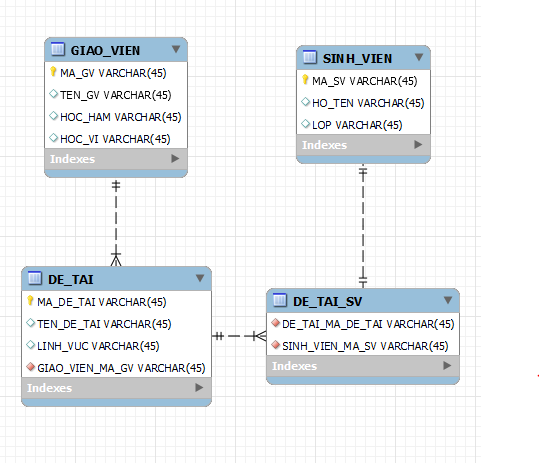 GIAO_VIEN
MA_GV VARCHAR(45)
TEN_GV VARCHAR(45)
HOC_HAM VARCHAR(45)
HOC_VI VARCHAR(45)
Indexes
SINH_VIEN
MA_SV VARCHAR(45)
HO_TEN VARCHAR(45)
LOP VARCHAR(45)
Indexes
DE_TAI
MA_DE_TAI VARCHAR(45)
TEN_DE_TAI VARCHAR(45)
LINH_VUC VARCHAR(45)
GIAO_VIEN_MA_GV VARCHAR(45)
Indexes
DE_TAI_SV
DE_TAI_MA_DE_TAI VARCHAR(45)
SINH_VIEN_MA_SV VARCHAR(45)
Indexes